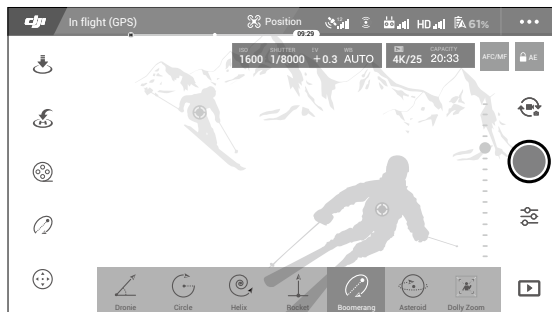 dji In flight (GPS) Position HD 61%
09:29
ISO SHUTTER E.V. WB CAPACITY
1600 1/8000 +0.3 AUTO 4K/25 20:33 AFC/MF AE
Dronie Circle Helix Rocket Boomerang Asteroid Dolly Zoom